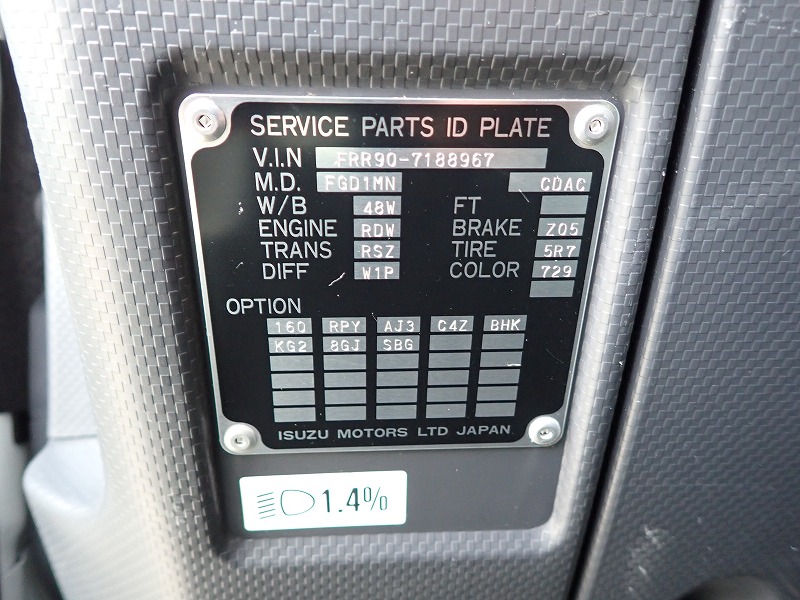 SERVICE PARTS ID PLATE
V.I.N FRR90-7188967
M.D. FGD1MN CDAC
W/B 48W FT
ENGINE RDW BRAKE Z05
TRANS RSZ TIRE 5R7
DIFF W1P COLOR 729
OPTION
160 RPY AJ3 C4Z BHK
KG2 8GJ SBG
ISUZU MOTORS LTD JAPAN
1.4%